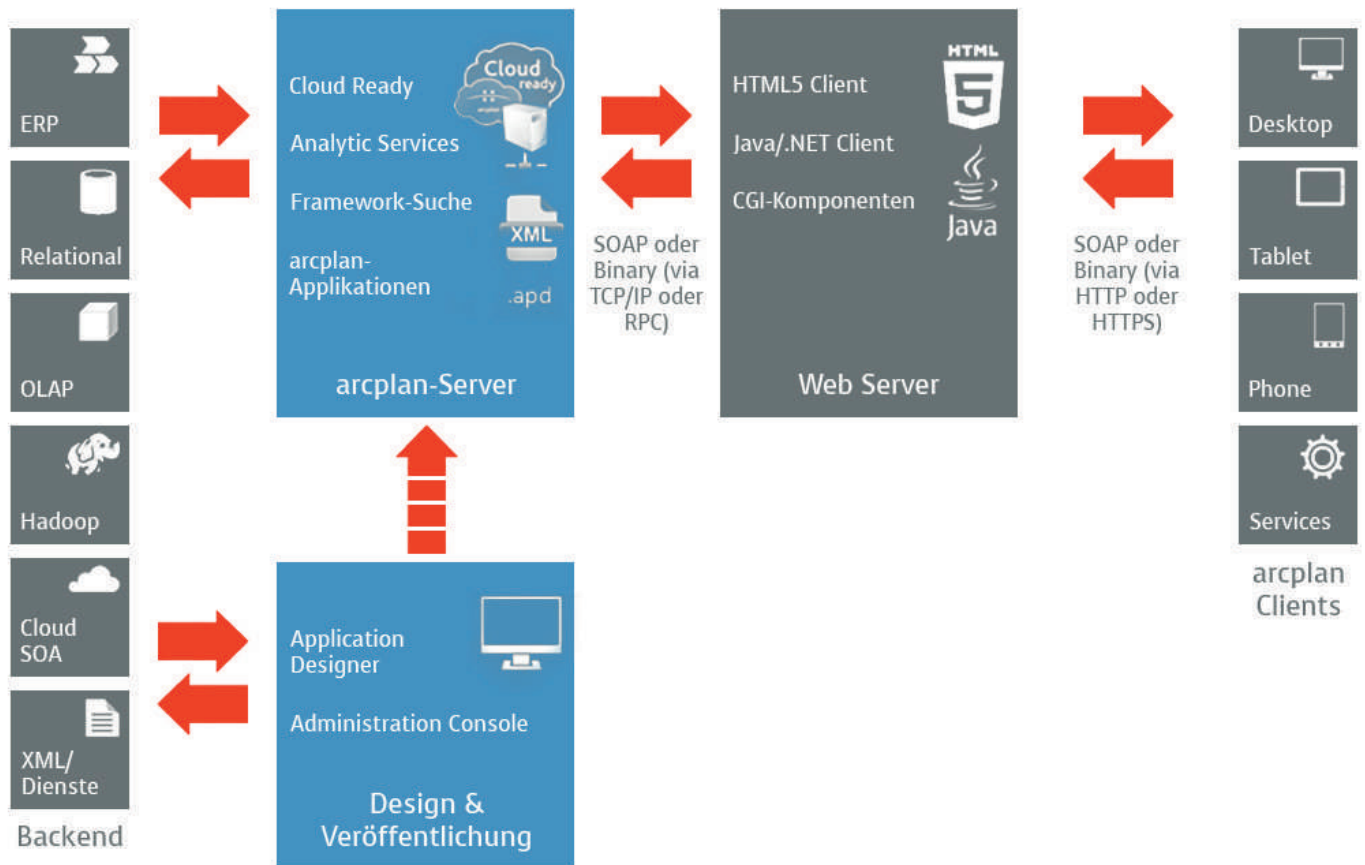 ERP
Relational
OLAP
Hadoop
Cloud
SOA
XML/
Dienste
Backend
Cloud Ready
Analytic Services
Framework-Suche
arcplan-
Applikationen
Cloud
ready
XML
.apd
arcplan-Server
Application
Designer
Administration Console
Design &
Veröffentlichung
SOAP oder
Binary (via
TCP/IP oder
RPC)
HTML5 Client
Java/.NET Client
CGI-Komponenten
HTML
5
Java
Web Server
SOAP oder
Binary (via
HTTP oder
HTTPS)
Desktop
Tablet
Phone
Services
arcplan
Clients